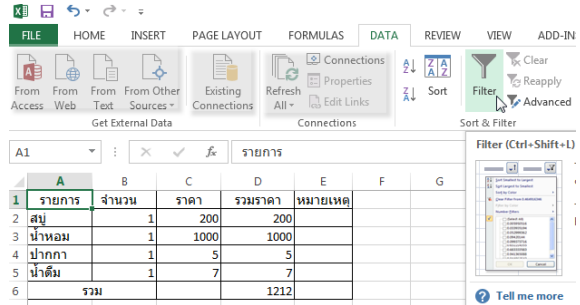 FILE HOME INSERT PAGE LAYOUT FORMULAS DATA REVIEW VIEW ADD-INS
From Access From Web From Text From Other Sources Existing Connections Refresh All Connections Properties Edit Links Sort Filter Clear Reapply Advanced
Get External Data Connections Sort & Filter
Filter (Ctrl+Shift+L)
A1 fx รายการ
A B C D E F G
1 รายการ จำนวน ราคา รวมราคา หมายเหตุ
2 สบู่ 1 200 200
3 น้ำหอม 1 1000 1000
4 ปากกา 1 5 5
5 น้ำดื่ม 1 7 7
6 รวม 1212
Tell me more